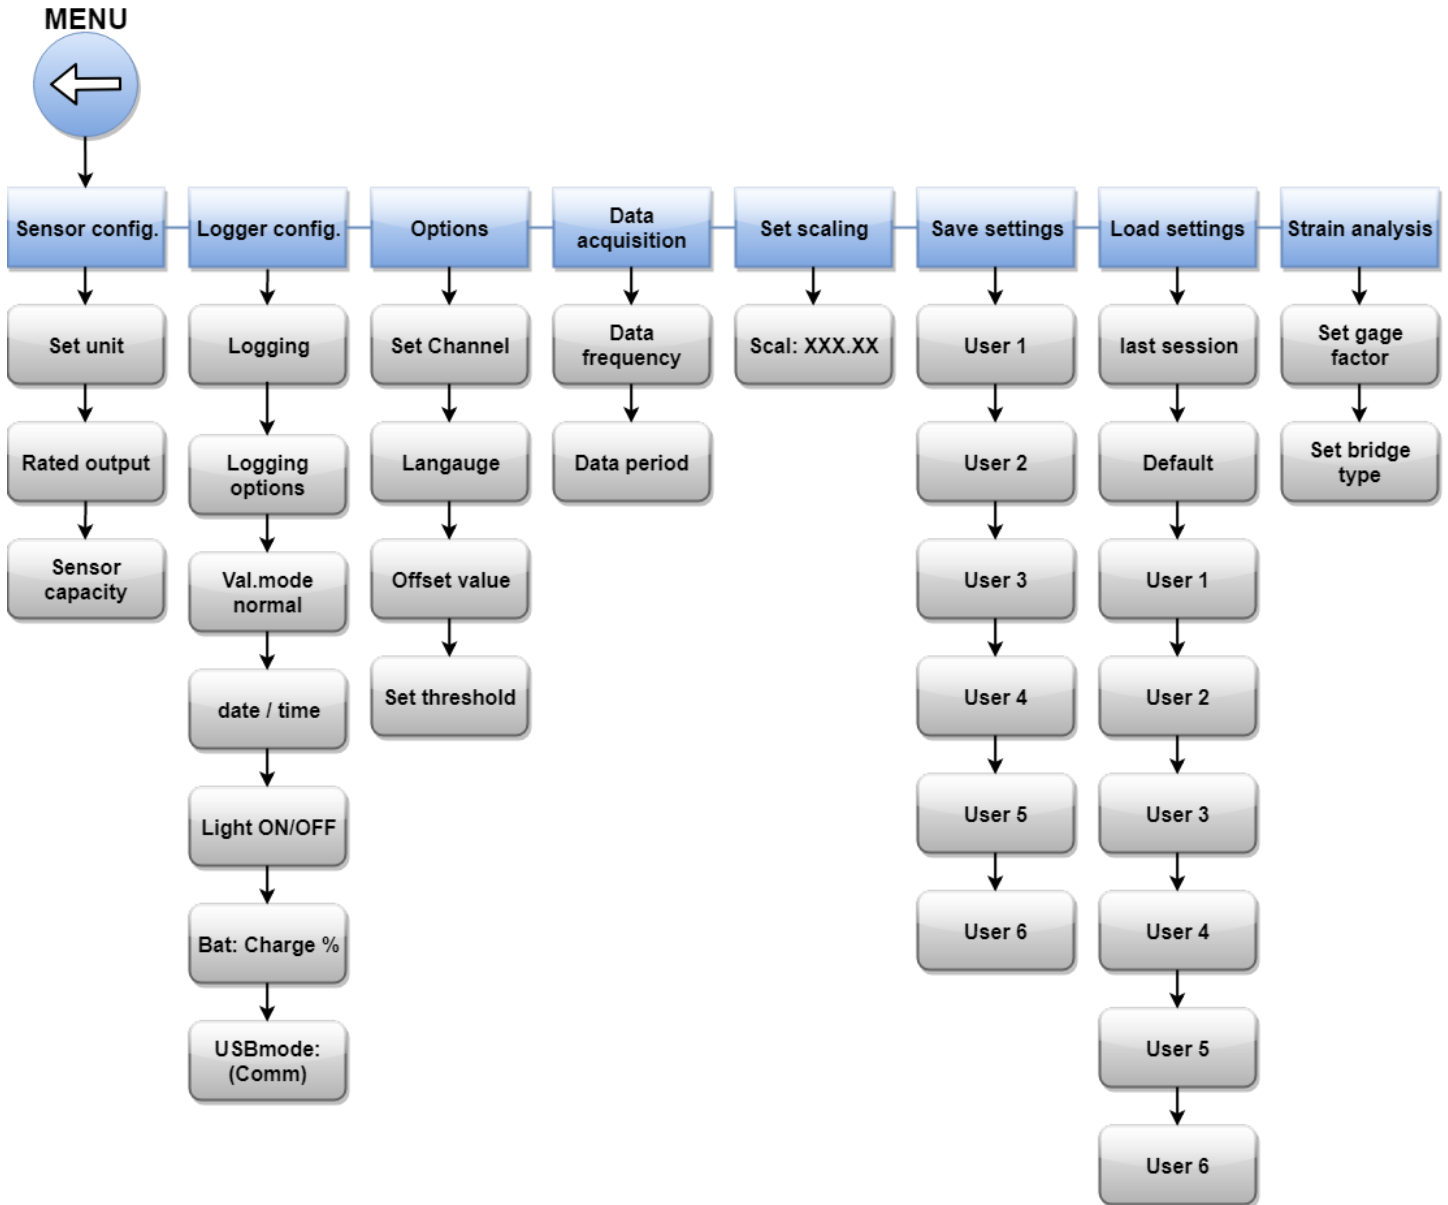 MENU
Sensor config.
Logger config.
Options
Data
acquisition
Set scaling
Save settings
Load settings
Strain analysis
Set unit
Rated output
Sensor
capacity
Logging
Logging
options
Val.mode
normal
date / time
Light ON/OFF
Bat: Charge %
USBmode:
(Comm)
Set Channel
Langauge
Offset value
Set threshold
Data
frequency
Data period
Scal: XXX.XX
User 1
User 2
User 3
User 4
User 5
User 6
last session
Default
User 1
User 2
User 3
User 4
User 5
User 6
Set gage
factor
Set bridge
type